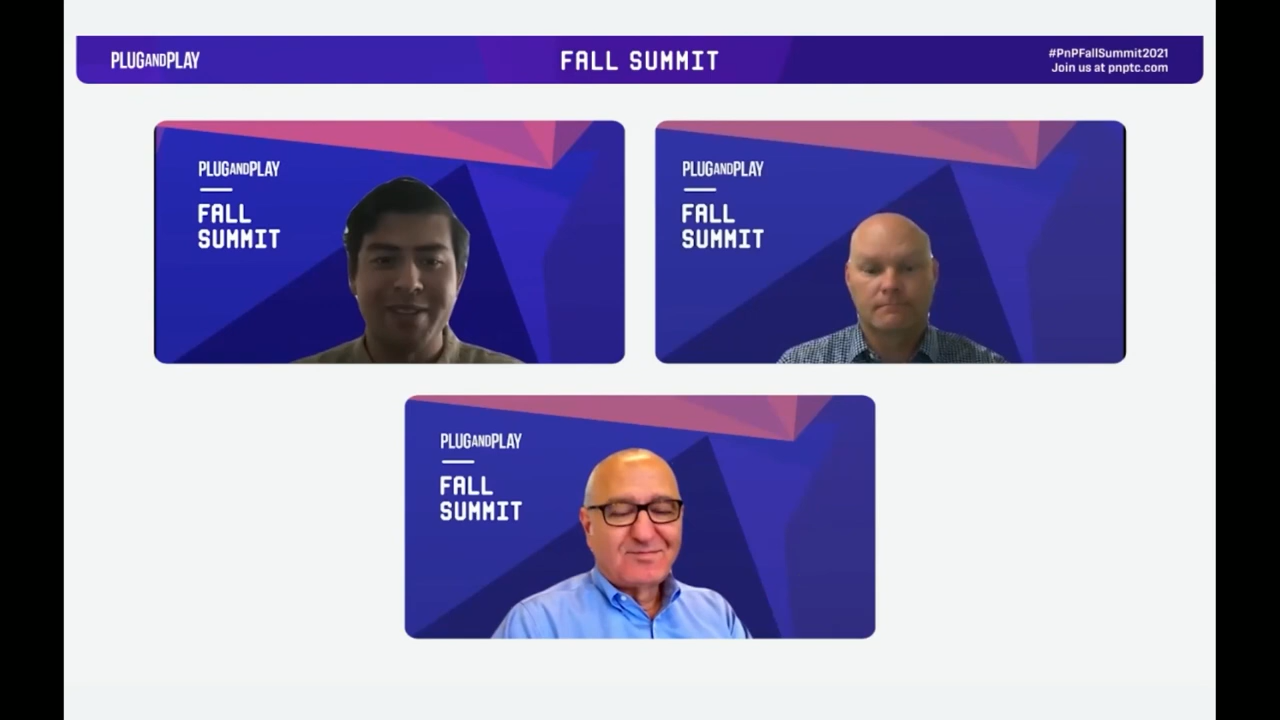 PLUGANDPLAY
FALL SUMMIT
#PnPFallSummit2021
Join us at pnptc.com
PLUGANDPLAY
FALL
SUMMIT
PLUGANDPLAY
FALL
SUMMIT
PLUGANDPLAY
FALL
SUMMIT